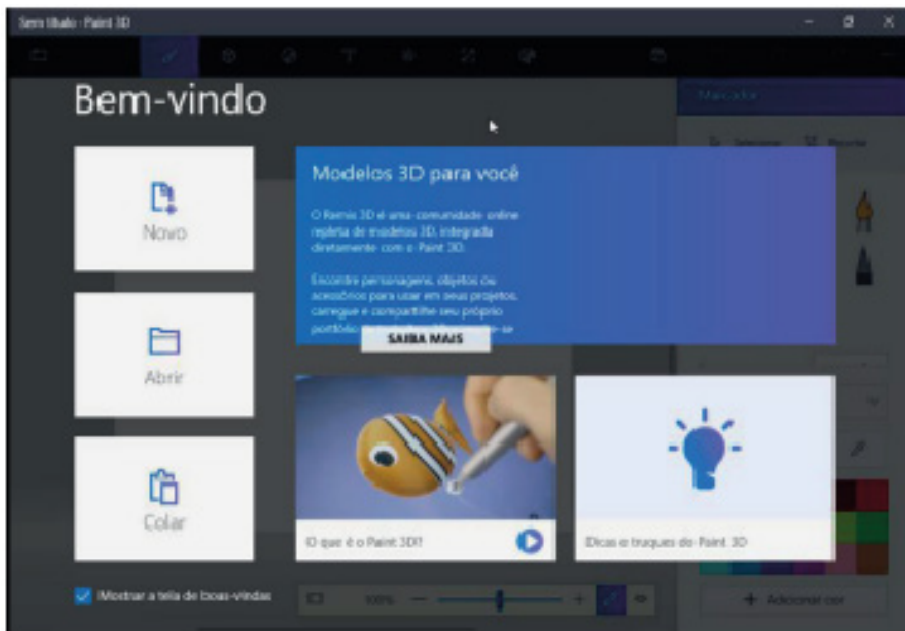 Sem título - Paint 3D
Bem-vindo
Marcador
Selecionar
Recortar
Novo
Abrir
Colar
Modelos 3D para você
O Remix 3D é uma comunidade online
repleta de modelos 3D, integrada
diretamente com o Paint 3D.
Encontre personagens, objetos ou
acessórios para usar em seus projetos,
carregue e compartilhe seu próprio
portfólio
SAIBA MAIS
O que é o Paint 3D?
Dicas e truques do Paint 3D
Mostrar a tela de boas-vindas
100%
Adicionar cor